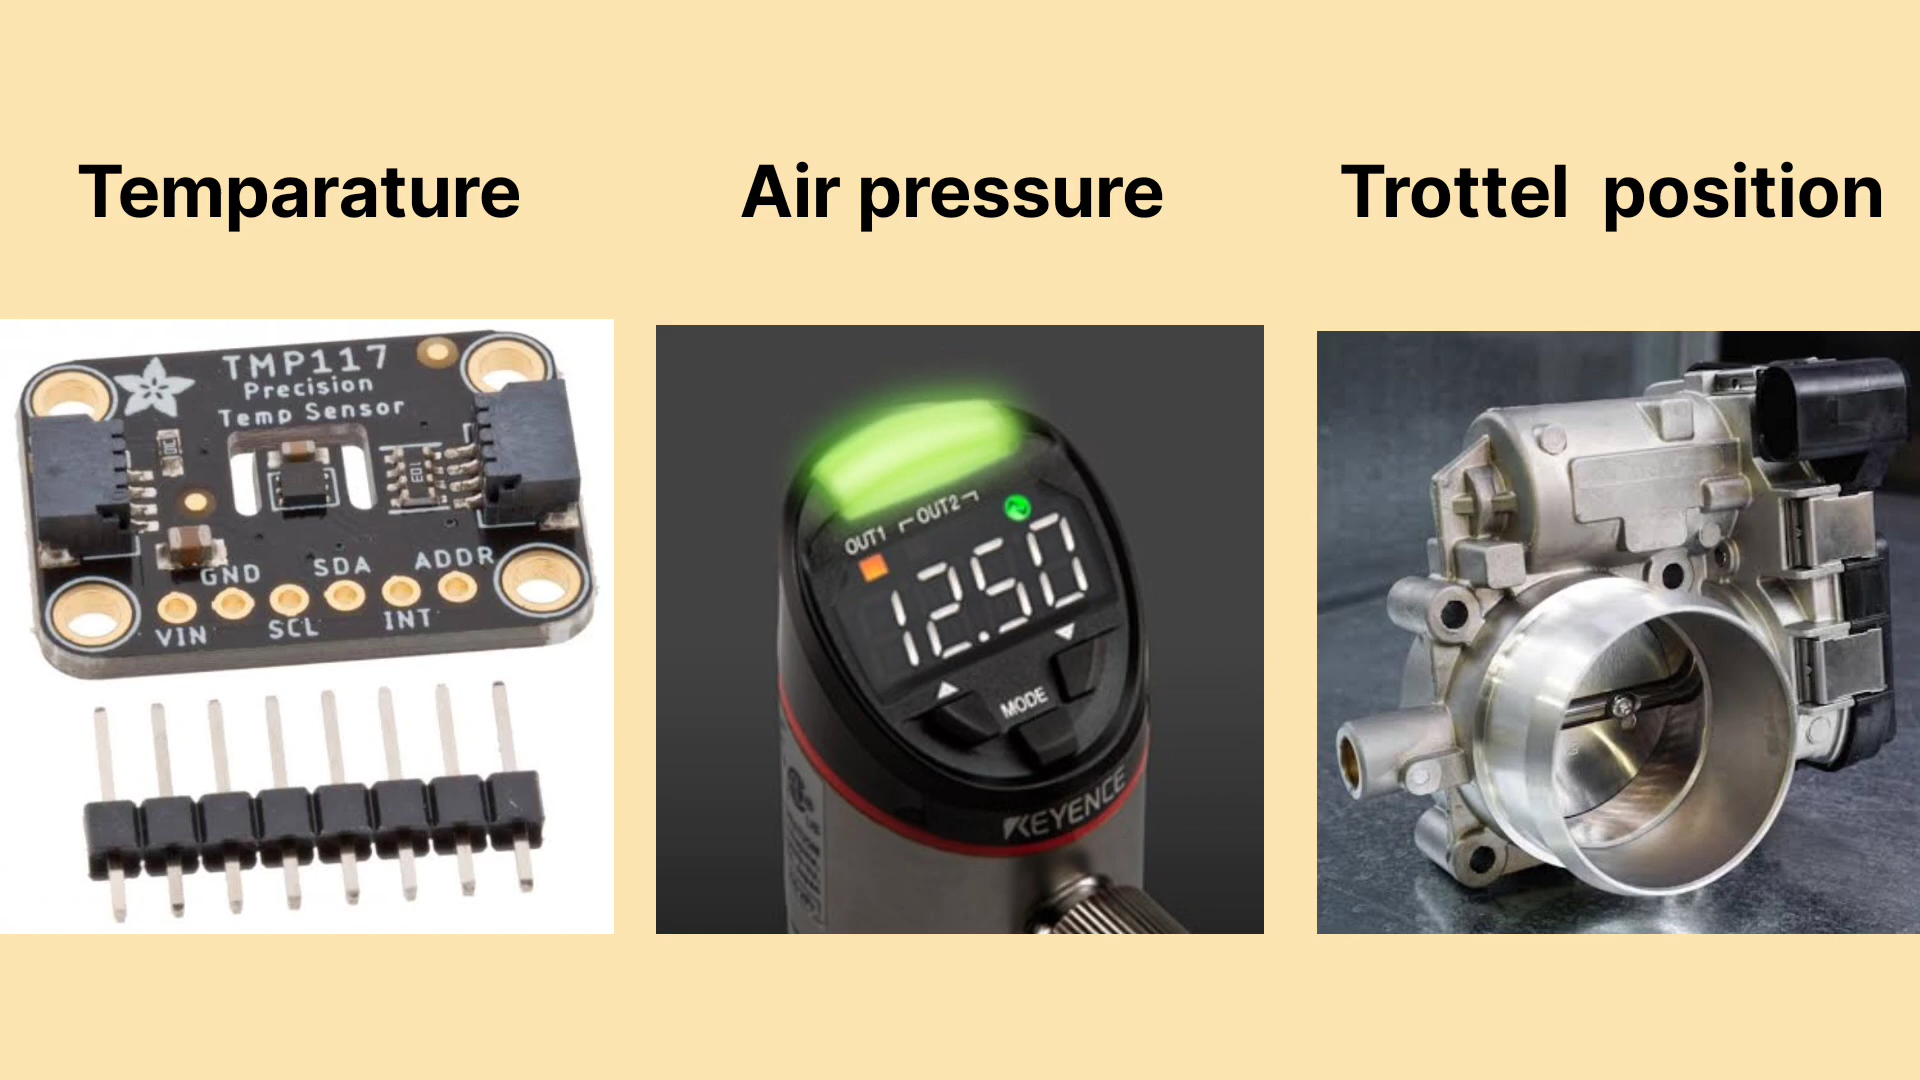 Temparature
Air pressure
Trottel position
TMP117
Precision
Temp Sensor
GND
SDA
ADDR
VIN
SCL
INT
OUT1
OUT2
12.50
MODE
KEYENCE